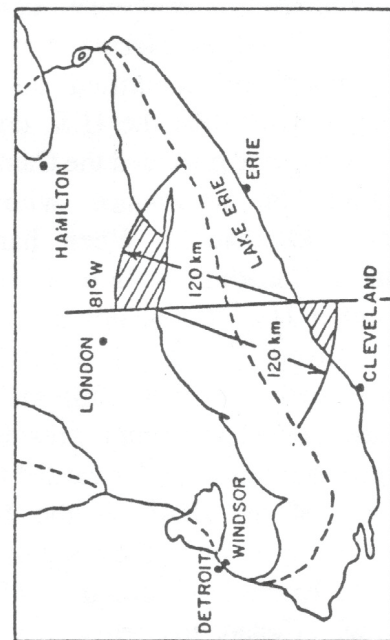 HAMILTON
81° W
120 km
LAKE ERIE
ERIE
LONDON
120 km
CLEVELAND
WINDSOR
DETROIT